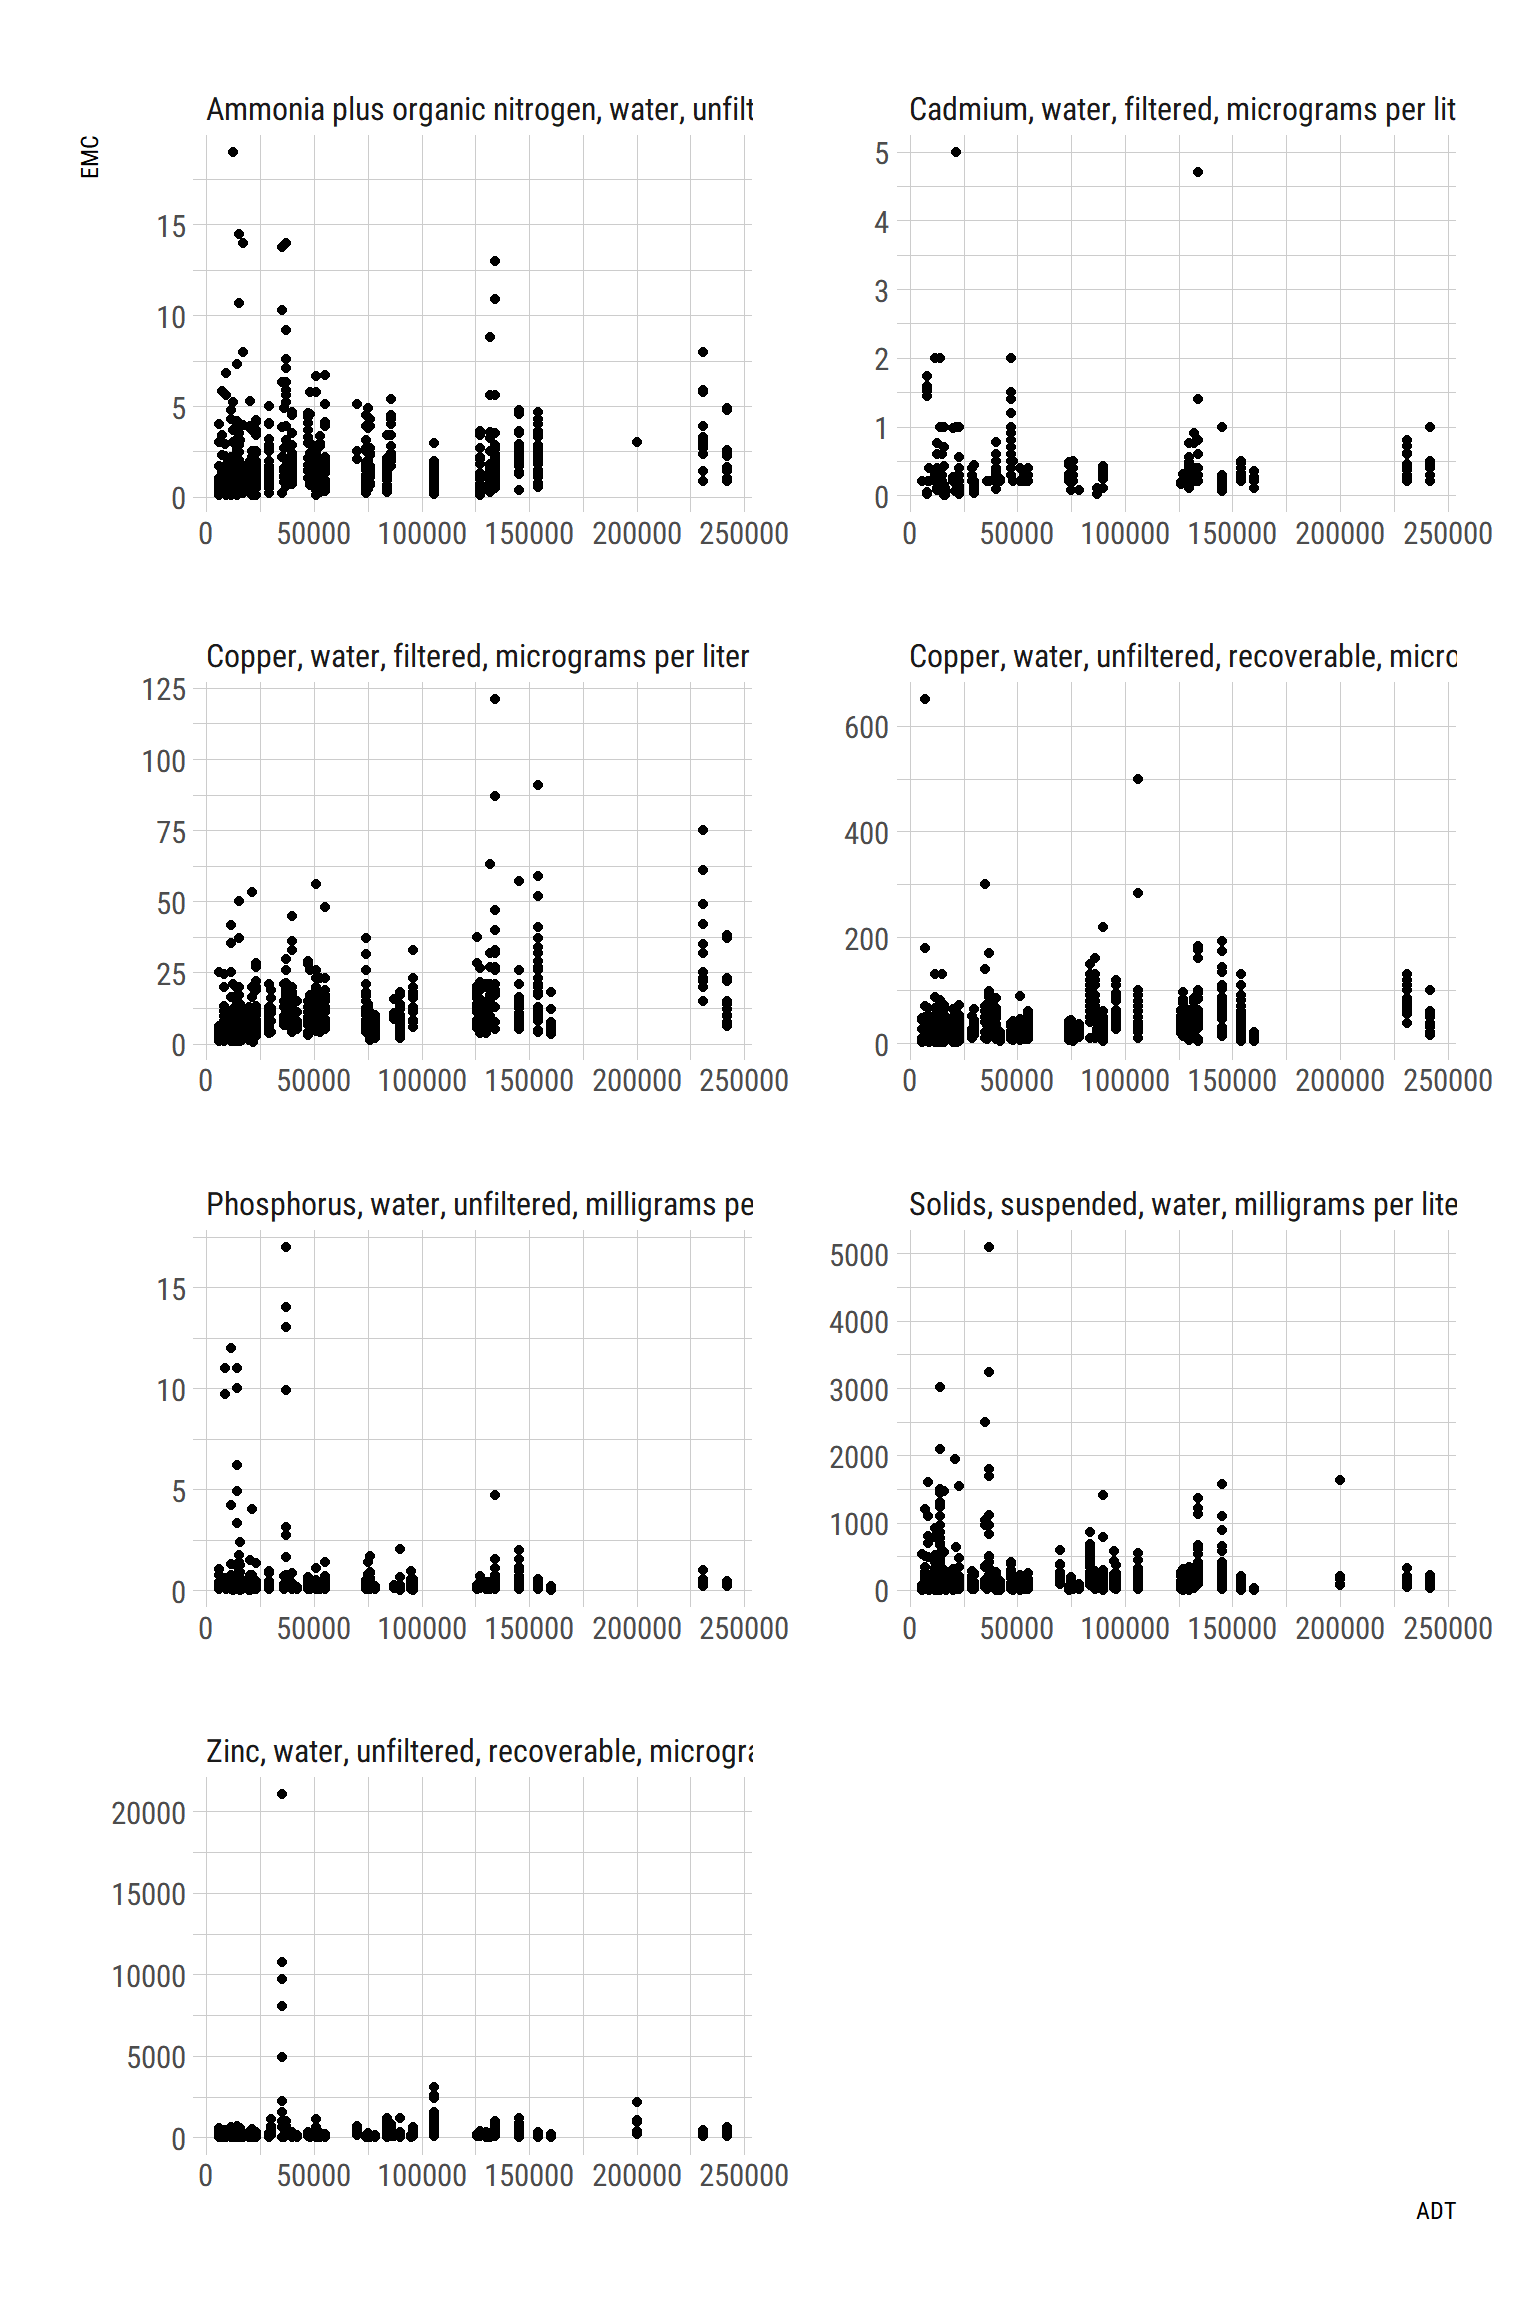 EMC
Ammonia plus organic nitrogen, water, unfilt
15
10
5
0
0 50000 100000 150000 200000 250000
Cadmium, water, filtered, micrograms per lit
5
4
3
2
1
0
0 50000 100000 150000 200000 250000
Copper, water, filtered, micrograms per liter
125
100
75
50
25
0
0 50000 100000 150000 200000 250000
Copper, water, unfiltered, recoverable, micro
600
400
200
0
0 50000 100000 150000 200000 250000
Phosphorus, water, unfiltered, milligrams pe
15
10
5
0
0 50000 100000 150000 200000 250000
Solids, suspended, water, milligrams per lite
5000
4000
3000
2000
1000
0
0 50000 100000 150000 200000 250000
Zinc, water, unfiltered, recoverable, microgra
20000
15000
10000
5000
0
0 50000 100000 150000 200000 250000
ADT